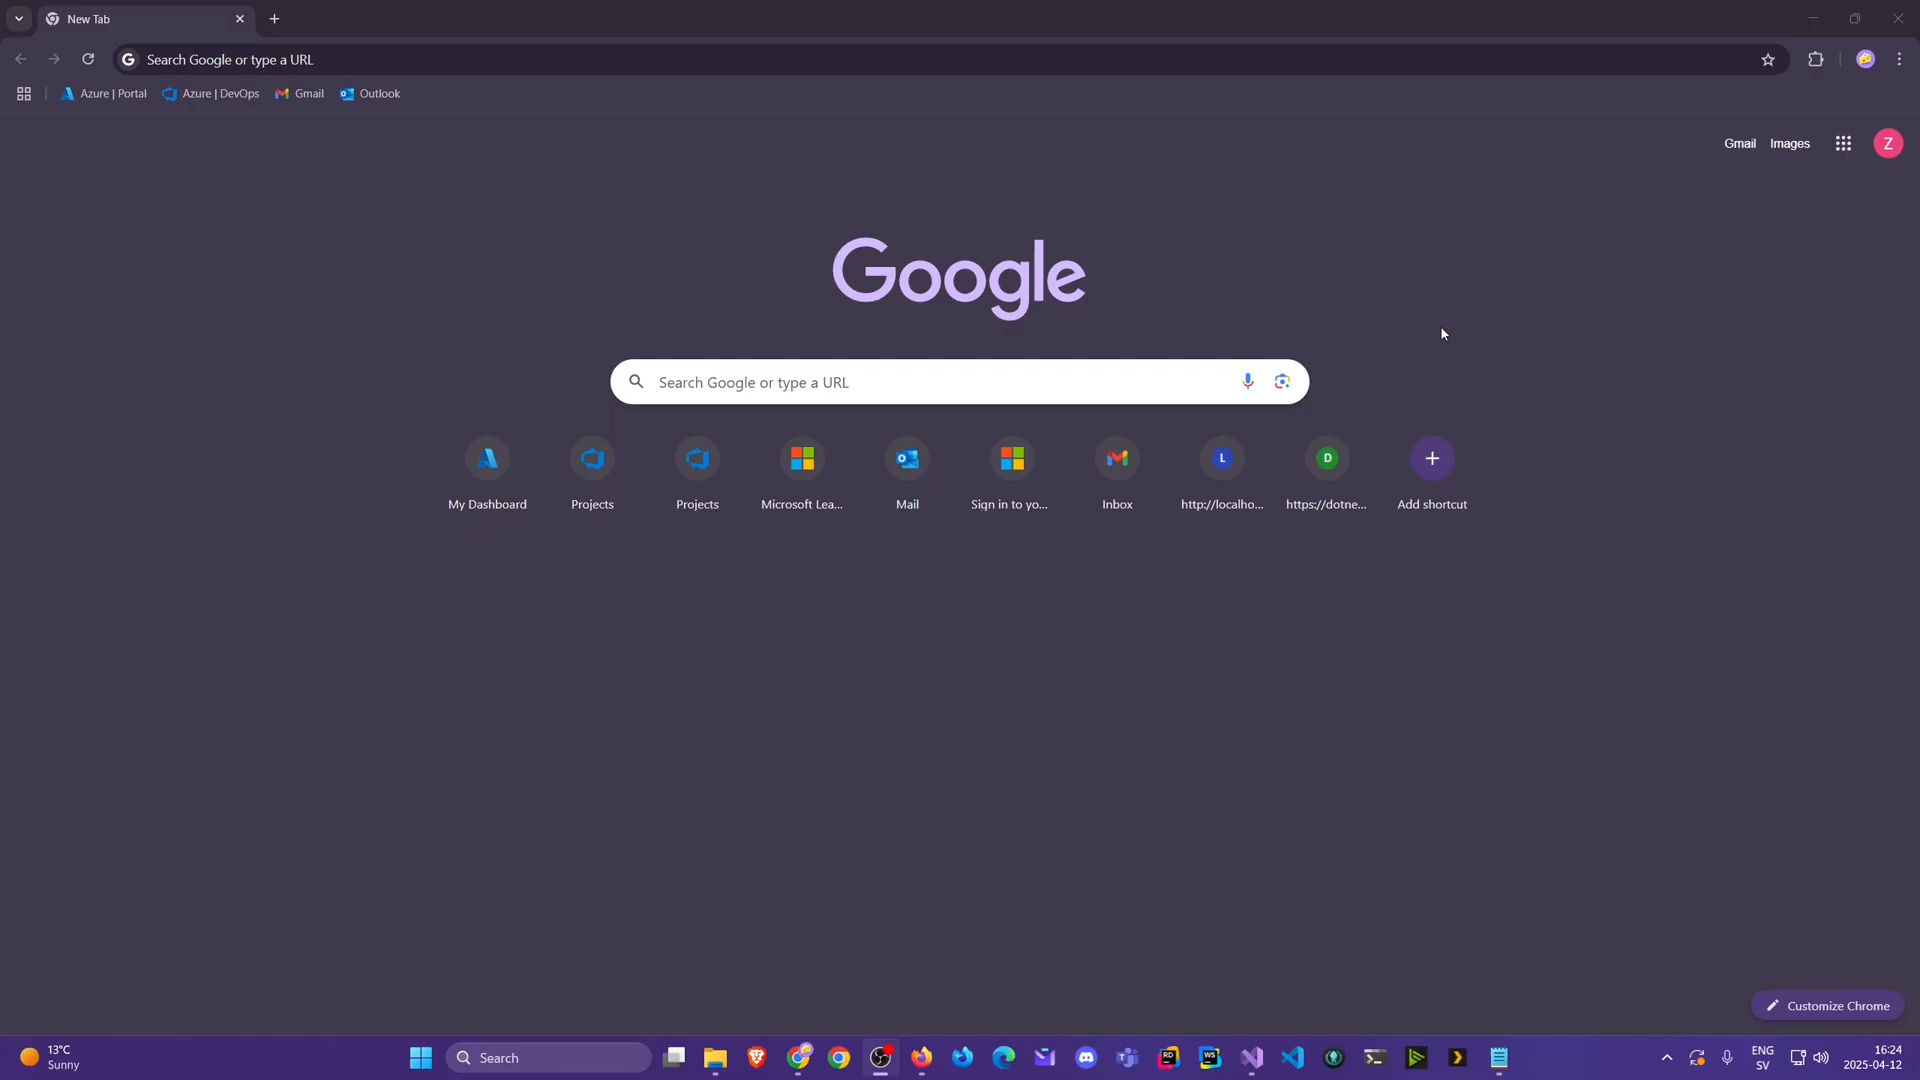 New Tab
Search Google or type a URL
Azure | Portal
Azure | DevOps
Gmail
Outlook
Gmail
Images
Z
Google
Search Google or type a URL
L
D
My Dashboard
Projects
Projects
Microsoft Lea...
Mail
Sign in to yo...
Inbox
http://localho...
https://dotne...
Add shortcut
Customize Chrome
13°C
Sunny
Search
RD
WS
ENG
SV
16:24
2025-04-12